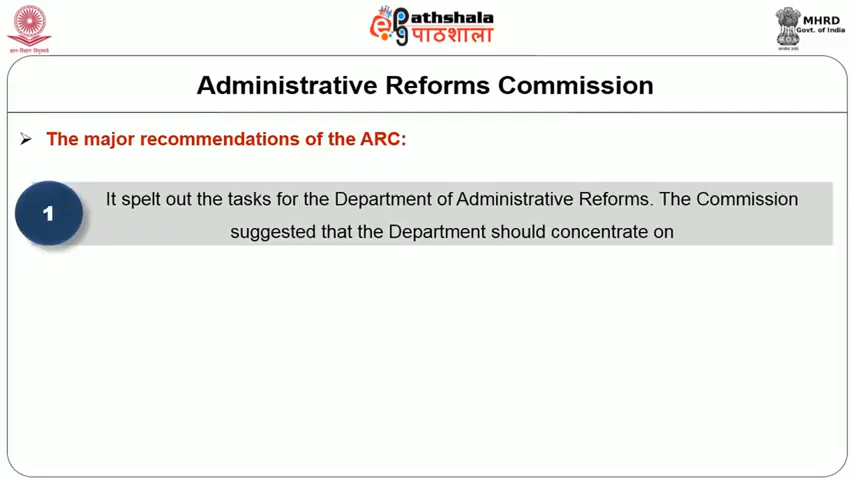 ePathshala
पाठशाला
MHRD
Govt. of India
Administrative Reforms Commission
➢ The major recommendations of the ARC:
1
It spelt out the tasks for the Department of Administrative Reforms. The Commission
suggested that the Department should concentrate on